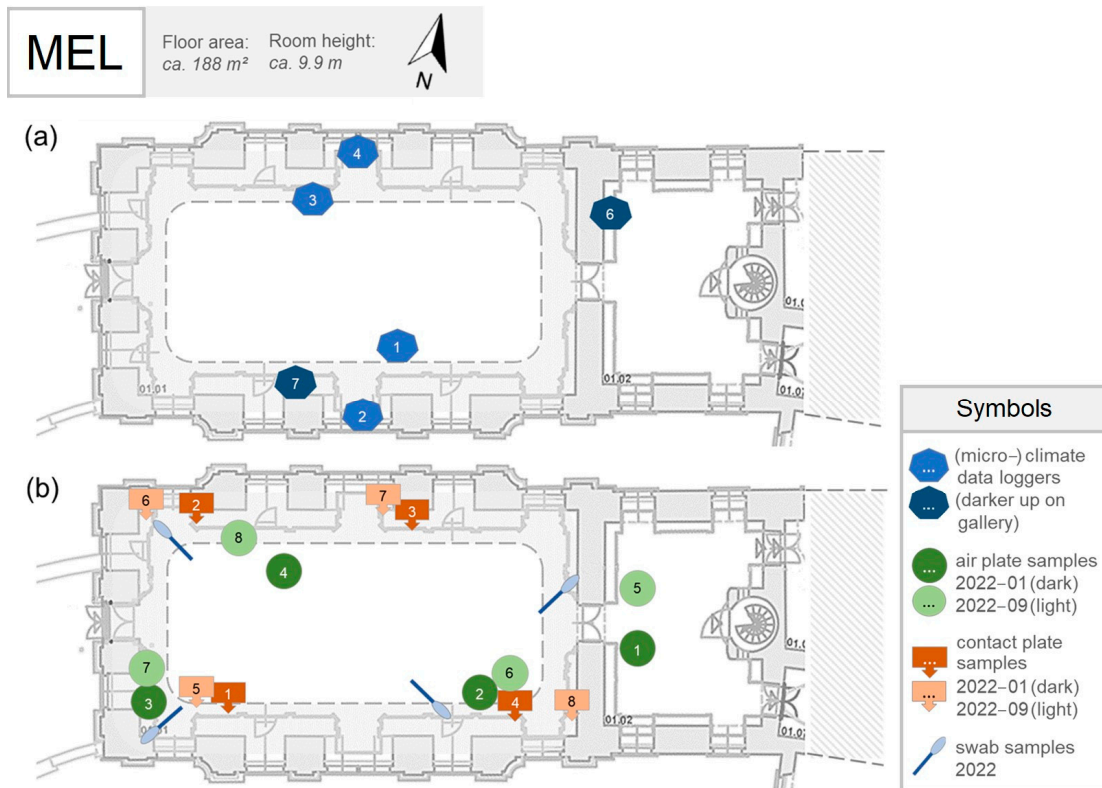 MEL
Floor area:
ca. 188 m²
Room height:
ca. 9.9 m
N
(a)
4
3
6
1
7
2
01.01
01.02
Symbols
...
(micro-) climate
data loggers
...
(darker up on
gallery)
...
air plate samples
2022-01 (dark)
...
2022-09 (light)
...
contact plate
samples
...
2022-01 (dark)
2022-09 (light)
swab samples
2022
(b)
6
2
7
3
8
4
5
1
7
3
5
1
6
2
4
8
01.02